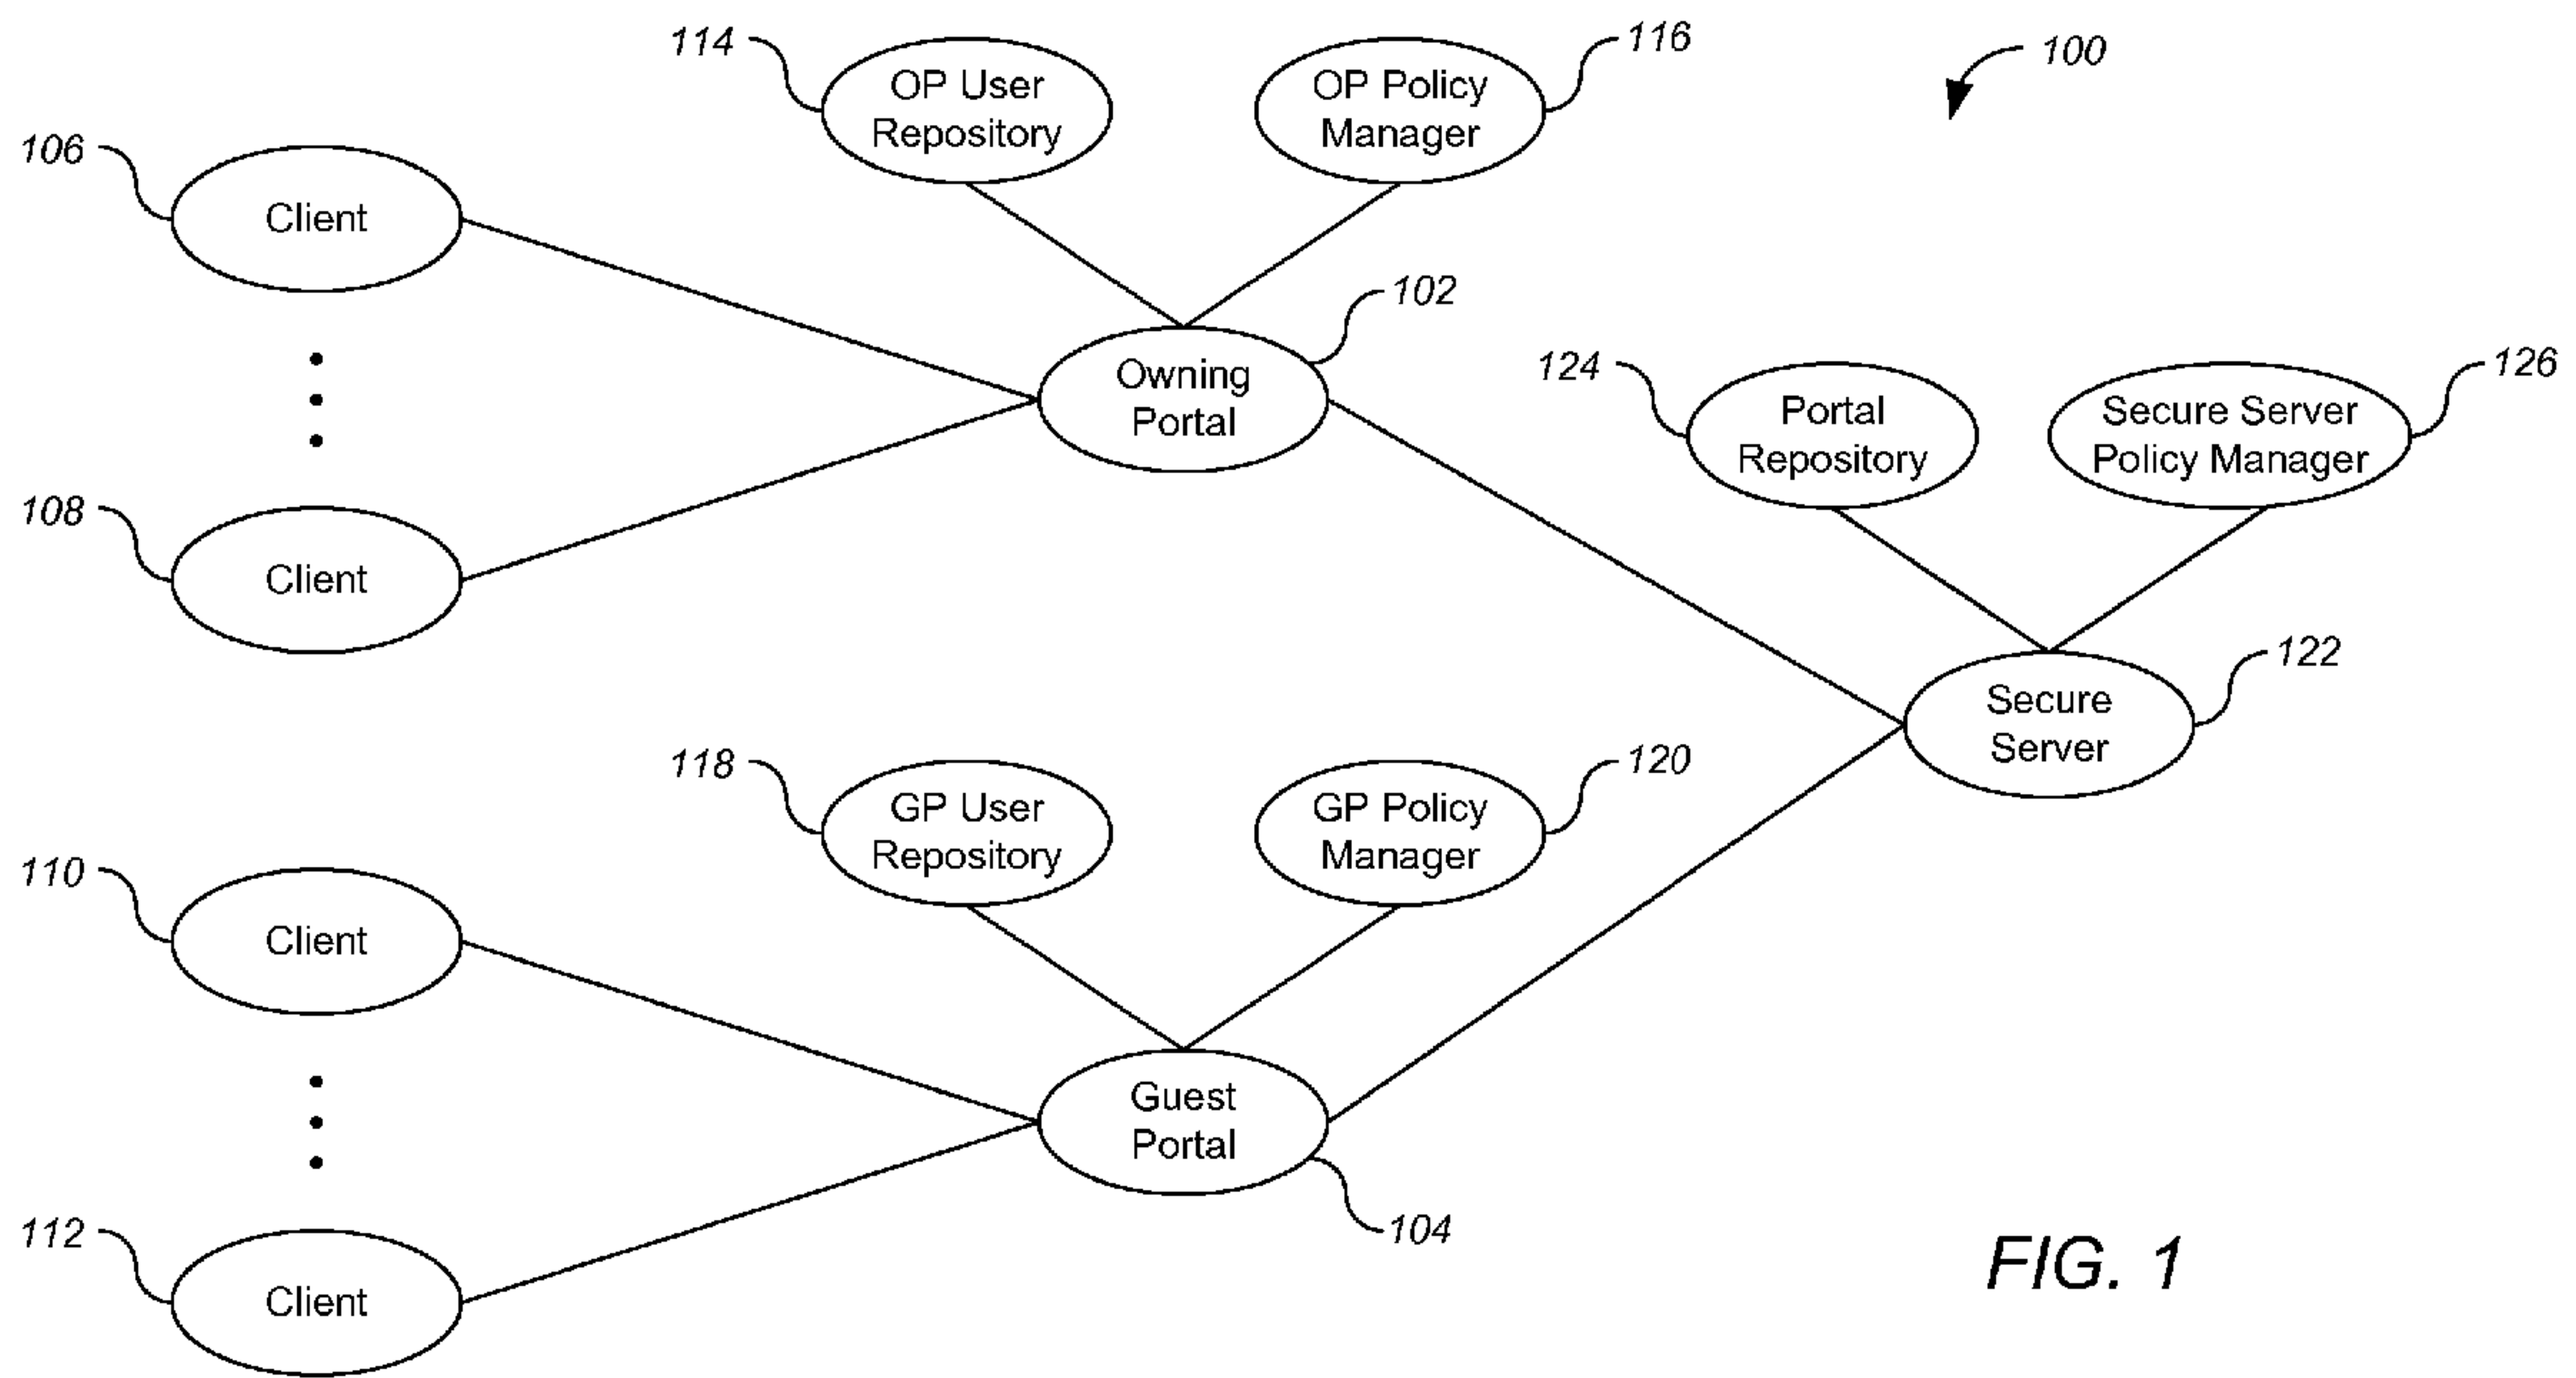 114
OP User
Repository
OP Policy
Manager
116
100
106
Client
102
Owning
Portal
124
Portal
Repository
Secure Server
Policy Manager
126
108
Client
122
Secure
Server
118
GP User
Repository
GP Policy
Manager
120
110
Client
Guest
Portal
104
112
Client
FIG. 1